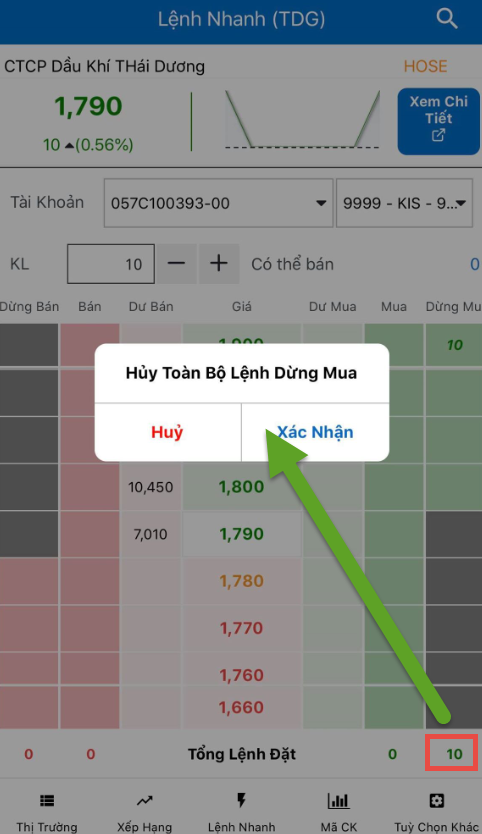 Lệnh Nhanh (TDG)
CTCP Dầu Khí THái Dương HOSE
1,790
10 (0.56%)
Xem Chi
Tiết
Tài Khoản 057C100393-00 9999 - KIS - 9...
KL 10 − + Có thể bán 0
Dừng Bán Bán Dư Bán Giá Dư Mua Mua Dừng Mu
1,900 10
Hủy Toàn Bộ Lệnh Dừng Mua
Huỷ Xác Nhận
10,450 1,800
7,010 1,790
1,780
1,770
1,760
1,660
0 0 Tổng Lệnh Đặt 0 10
Thị Trường Xếp Hạng Lệnh Nhanh Mã CK Tuỳ Chọn Khác